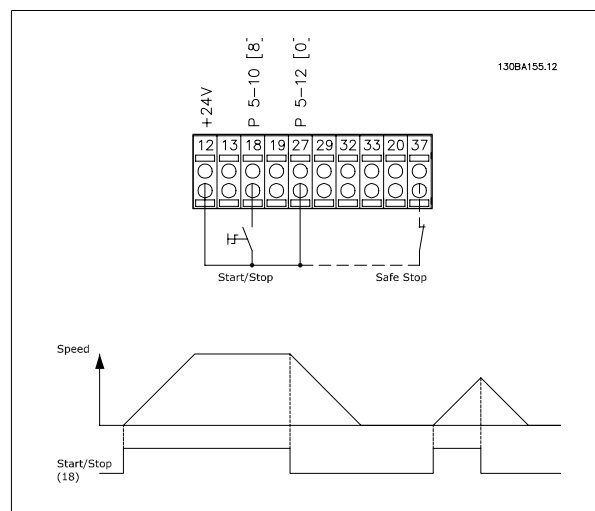 130BA155.12
+24V
P 5-10 [8]
P 5-12 [0]
12 13 18 19 27 29 32 33 20 37
Start/Stop
Safe Stop
Speed
Start/Stop
(18)